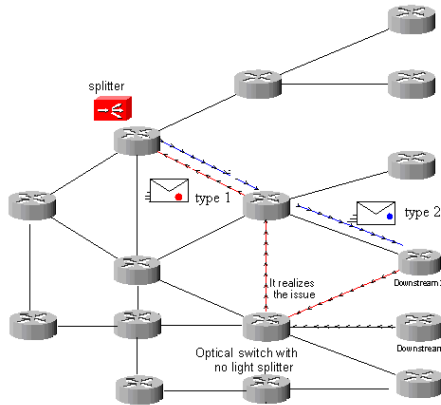 splitter
type 1
type 2
It realizes
the issue
Downstream
Downstream
Optical switch with
no light splitter